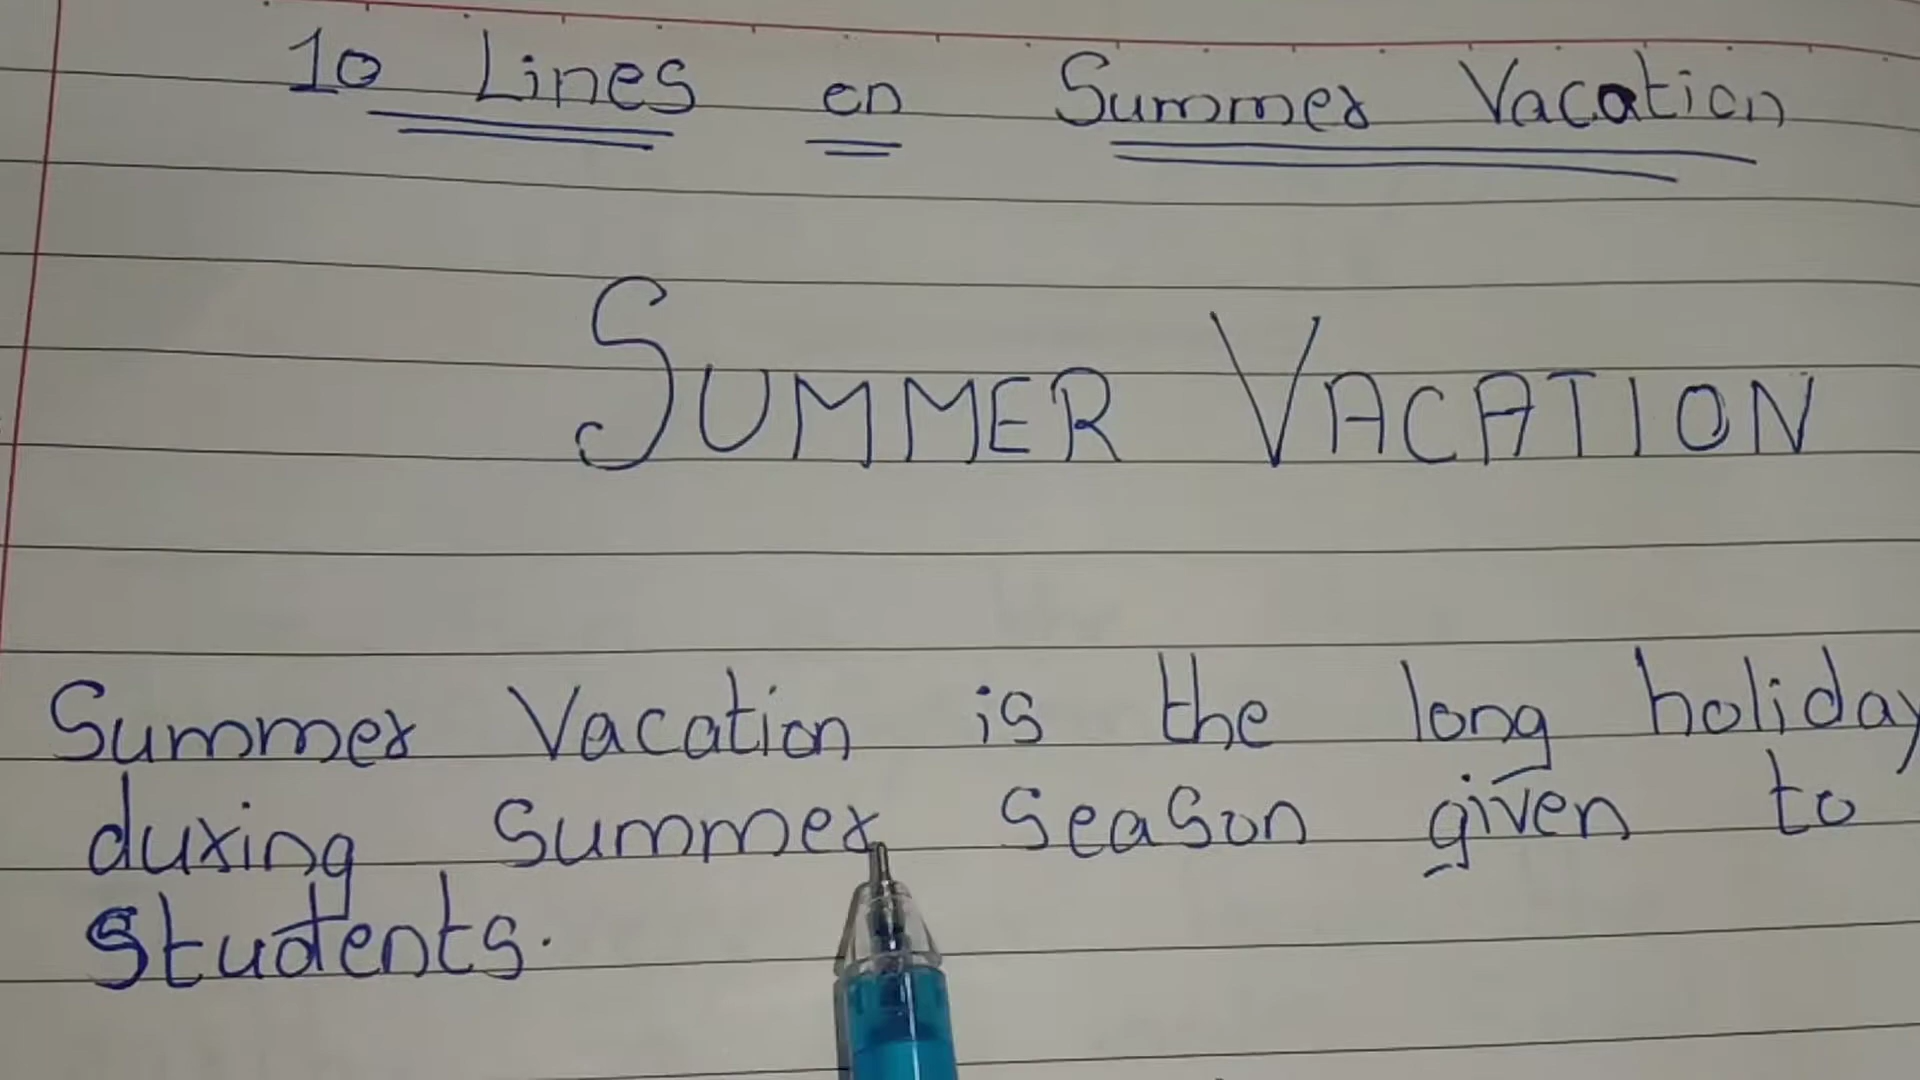 10 Lines on Summer Vacation
SUMMER VACATION
Summer Vacation is the long holiday
during Summer Season given to
Students.